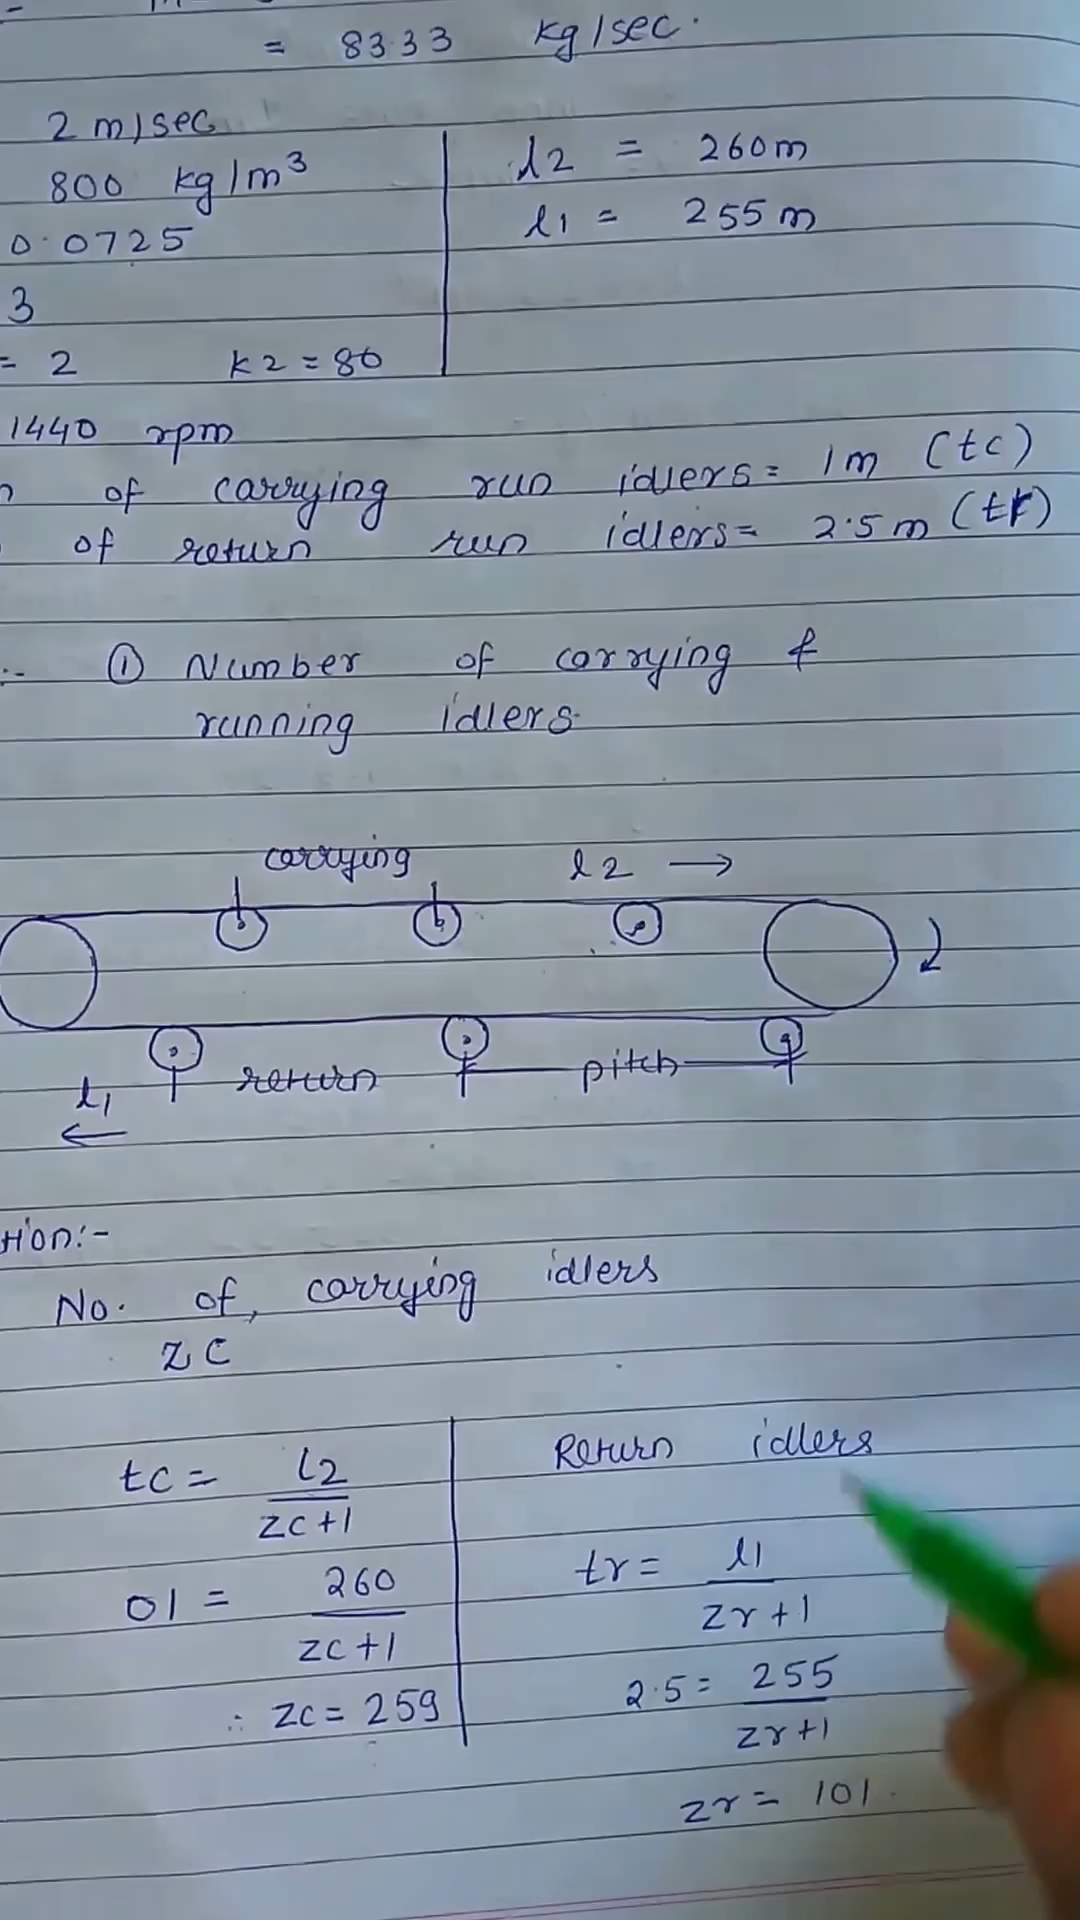 = 83.33 kg/sec.
2 m/sec
800 kg/m³
0.0725
3
= 2 k2 = 80
l2 = 260m
l1 = 255m
1440 rpm
of carrying run idlers = 1m (tc)
of return run idlers = 2.5m (tr)
:- ① Number of carrying &
running idlers.
carrying l2 →
l1 return pitch
←
tion:-
No. of carrying idlers
zc
tc = l2/zc+1
01 = 260/zc+1
∴ zc = 259
Return idlers
tr = l1/zr+1
2.5 = 255/zr+1
zr = 101.